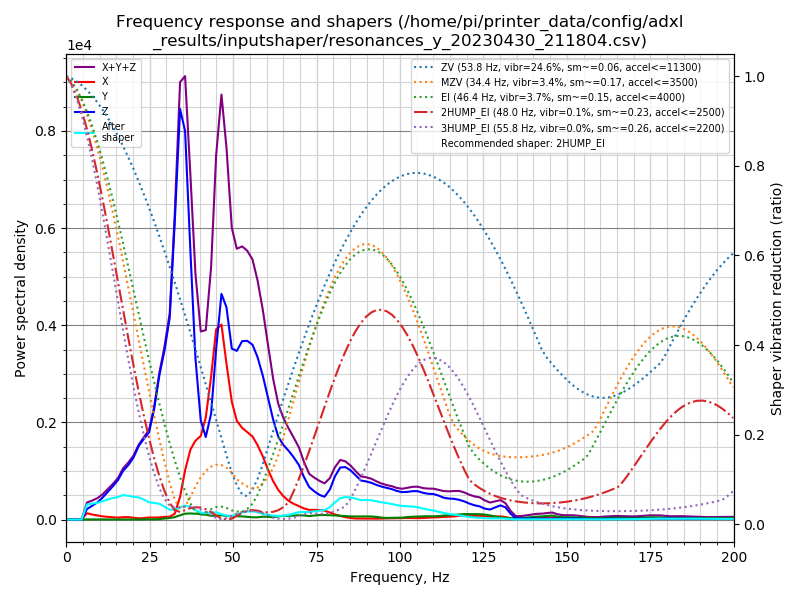 Frequency response and shapers (/home/pi/printer_data/config/adxl
_results/inputshaper/resonances_y_20230430_211804.csv)
1e4
X+Y+Z
X
Y
Z
After
shaper
ZV (53.8 Hz, vibr=24.6%, sm~=0.06, accel<=11300)
MZV (34.4 Hz, vibr=3.4%, sm~=0.17, accel<=3500)
EI (46.4 Hz, vibr=3.7%, sm~=0.15, accel<=4000)
2HUMP_EI (48.0 Hz, vibr=0.1%, sm~=0.23, accel<=2500)
3HUMP_EI (55.8 Hz, vibr=0.0%, sm~=0.26, accel<=2200)
Recommended shaper: 2HUMP_EI
Power spectral density
0.8
0.6
0.4
0.2
0.0
1.0
0.8
0.6
0.4
0.2
0.0
Shaper vibration reduction (ratio)
0 25 50 75 100 125 150 175 200
Frequency, Hz